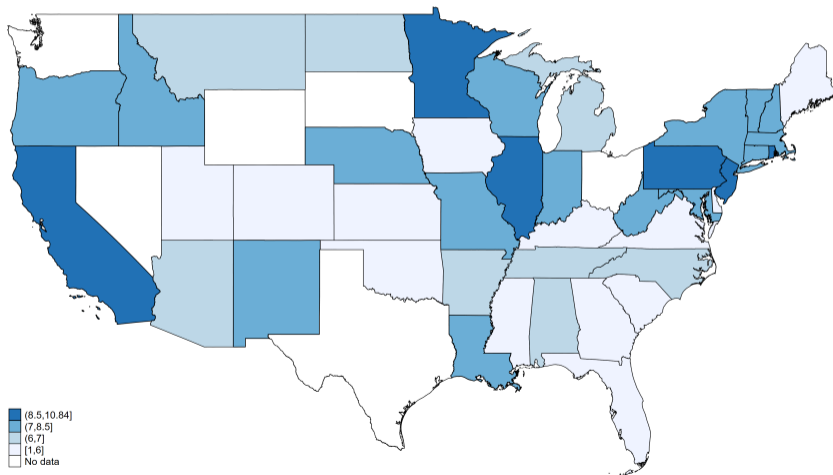 (8.5,10.84]
(7,8.5]
(6,7]
[1,6]
No data